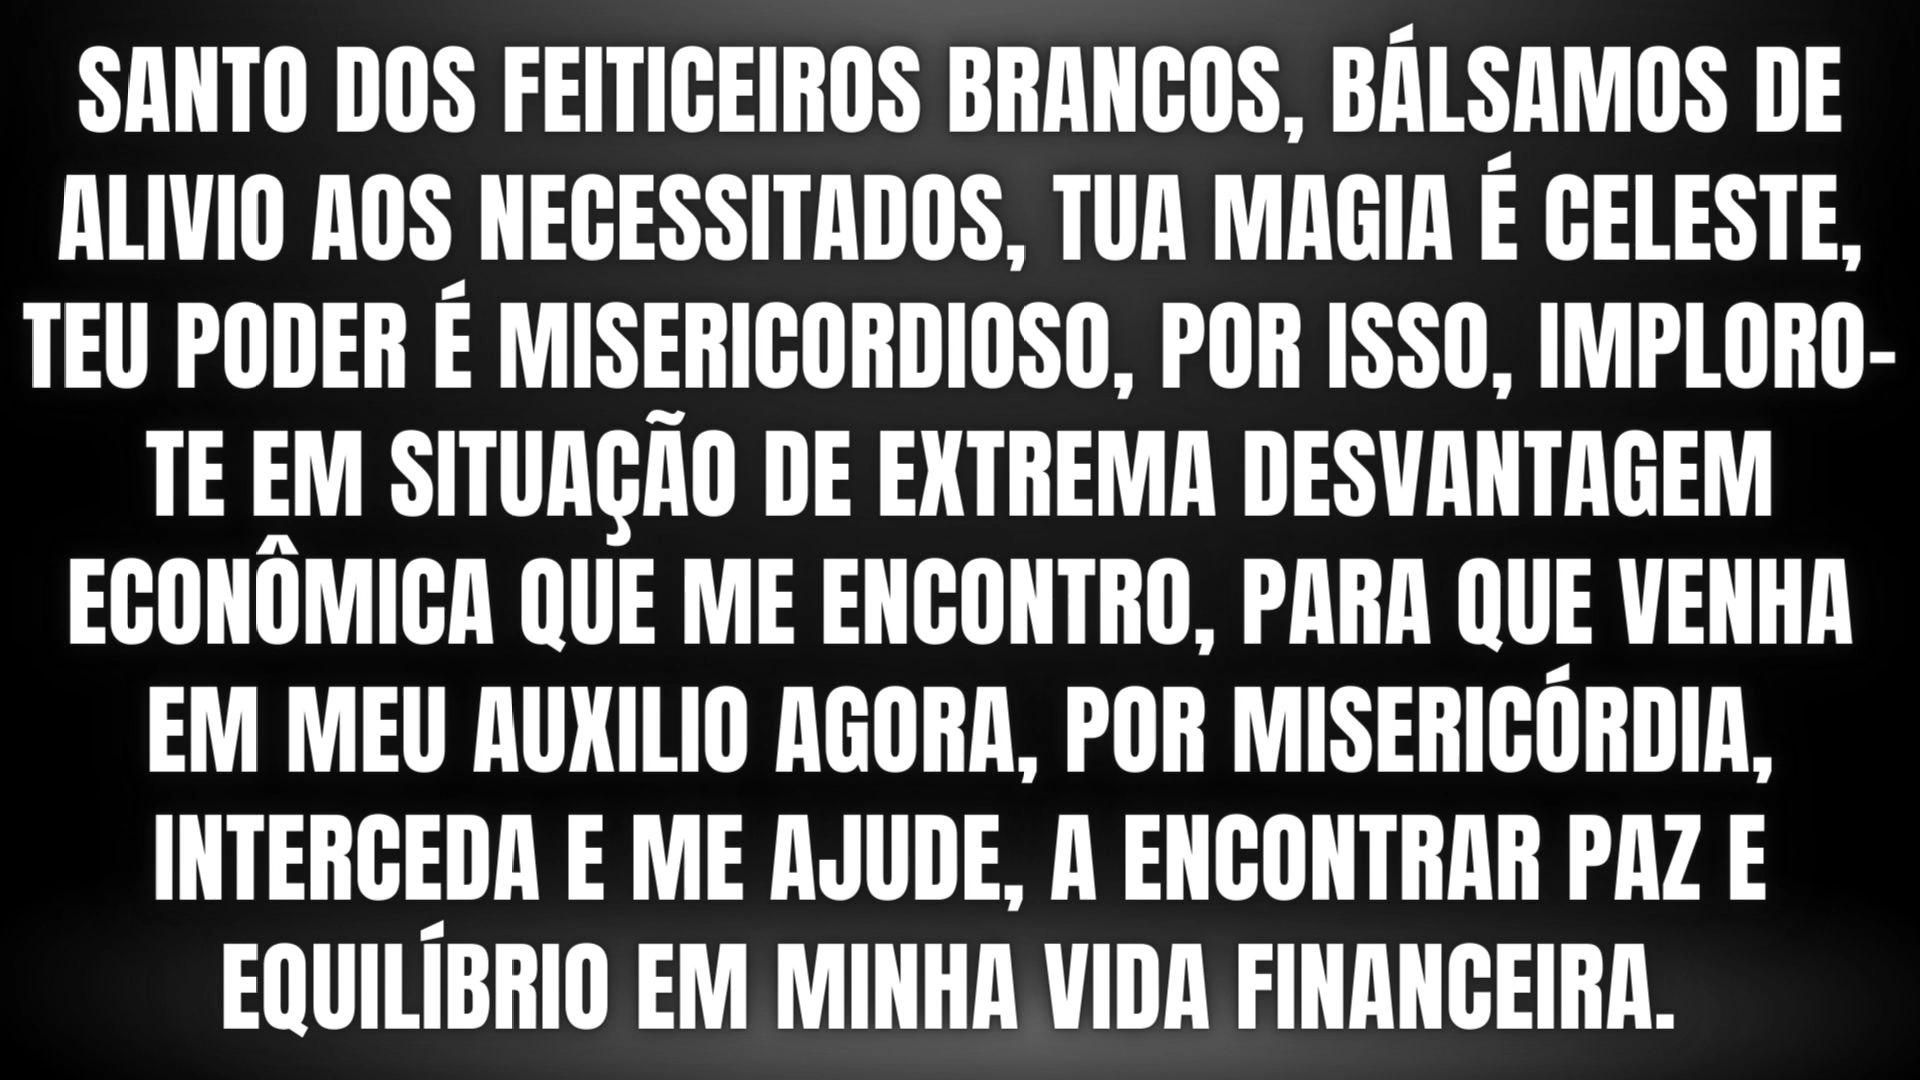 SANTO DOS FEITICEIROS BRANCOS, BÁLSAMOS DE
ALIVIO AOS NECESSITADOS, TUA MAGIA É CELESTE,
TEU PODER É MISERICORDIOSO, POR ISSO, IMPLORO-
TE EM SITUAÇÃO DE EXTREMA DESVANTAGEM
ECONÔMICA QUE ME ENCONTRO, PARA QUE VENHA
EM MEU AUXILIO AGORA, POR MISERICÓRDIA,
INTERCEDA E ME AJUDE, A ENCONTRAR PAZ E
EQUILÍBRIO EM MINHA VIDA FINANCEIRA.